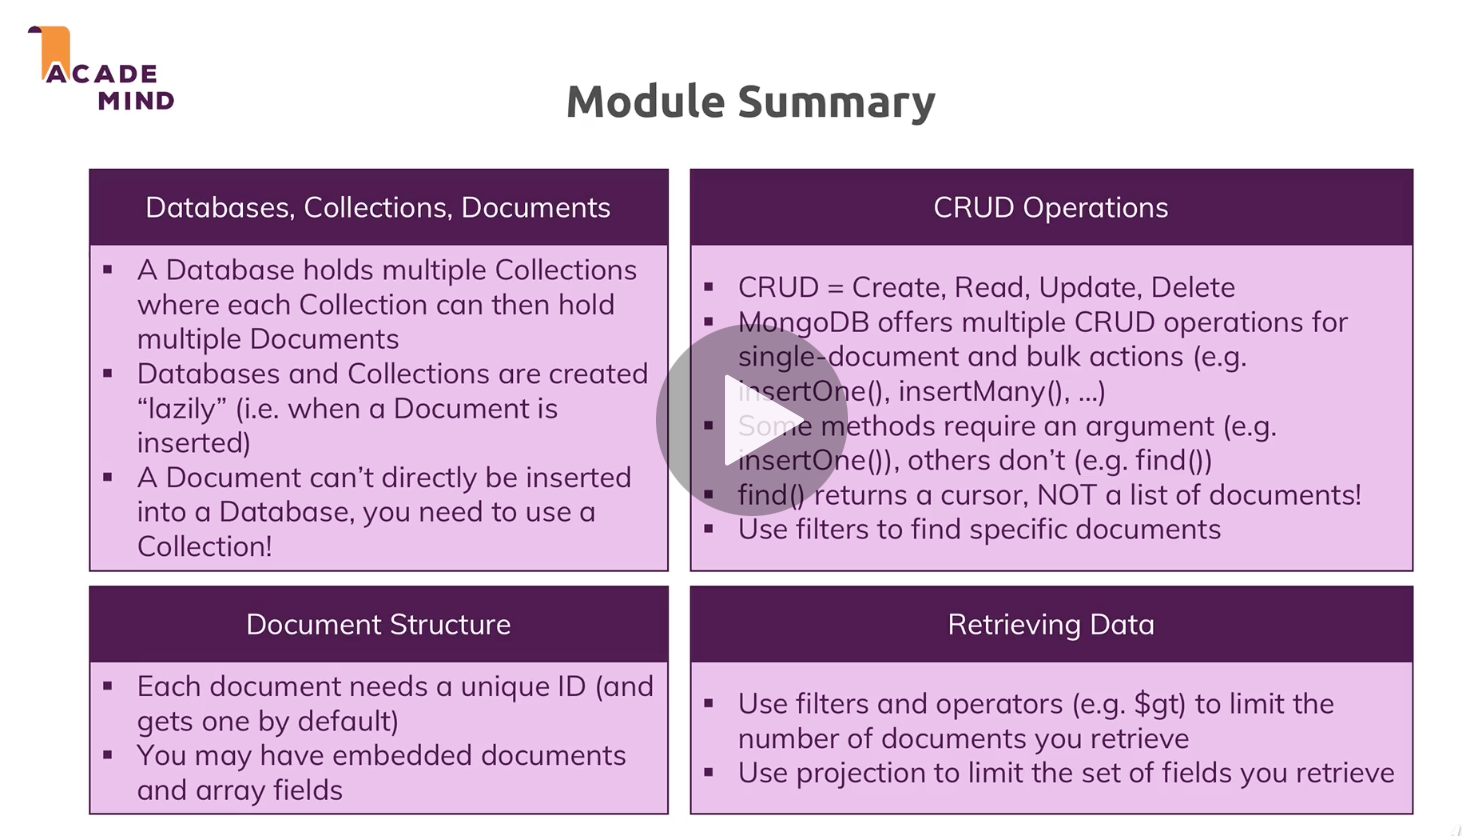 ACADE
MIND
Module Summary
Databases, Collections, Documents
▪ A Database holds multiple Collections
where each Collection can then hold
multiple Documents
▪ Databases and Collections are created
“lazily” (i.e. when a Document is
inserted)
▪ A Document can’t directly be inserted
into a Database, you need to use a
Collection!
CRUD Operations
▪ CRUD = Create, Read, Update, Delete
▪ MongoDB offers multiple CRUD operations for
single-document and bulk actions (e.g.
insertOne(), insertMany(), ...)
▪ Some methods require an argument (e.g.
insertOne()), others don’t (e.g. find())
▪ find() returns a cursor, NOT a list of documents!
▪ Use filters to find specific documents
Document Structure
▪ Each document needs a unique ID (and
gets one by default)
▪ You may have embedded documents
and array fields
Retrieving Data
▪ Use filters and operators (e.g. $gt) to limit the
number of documents you retrieve
▪ Use projection to limit the set of fields you retrieve